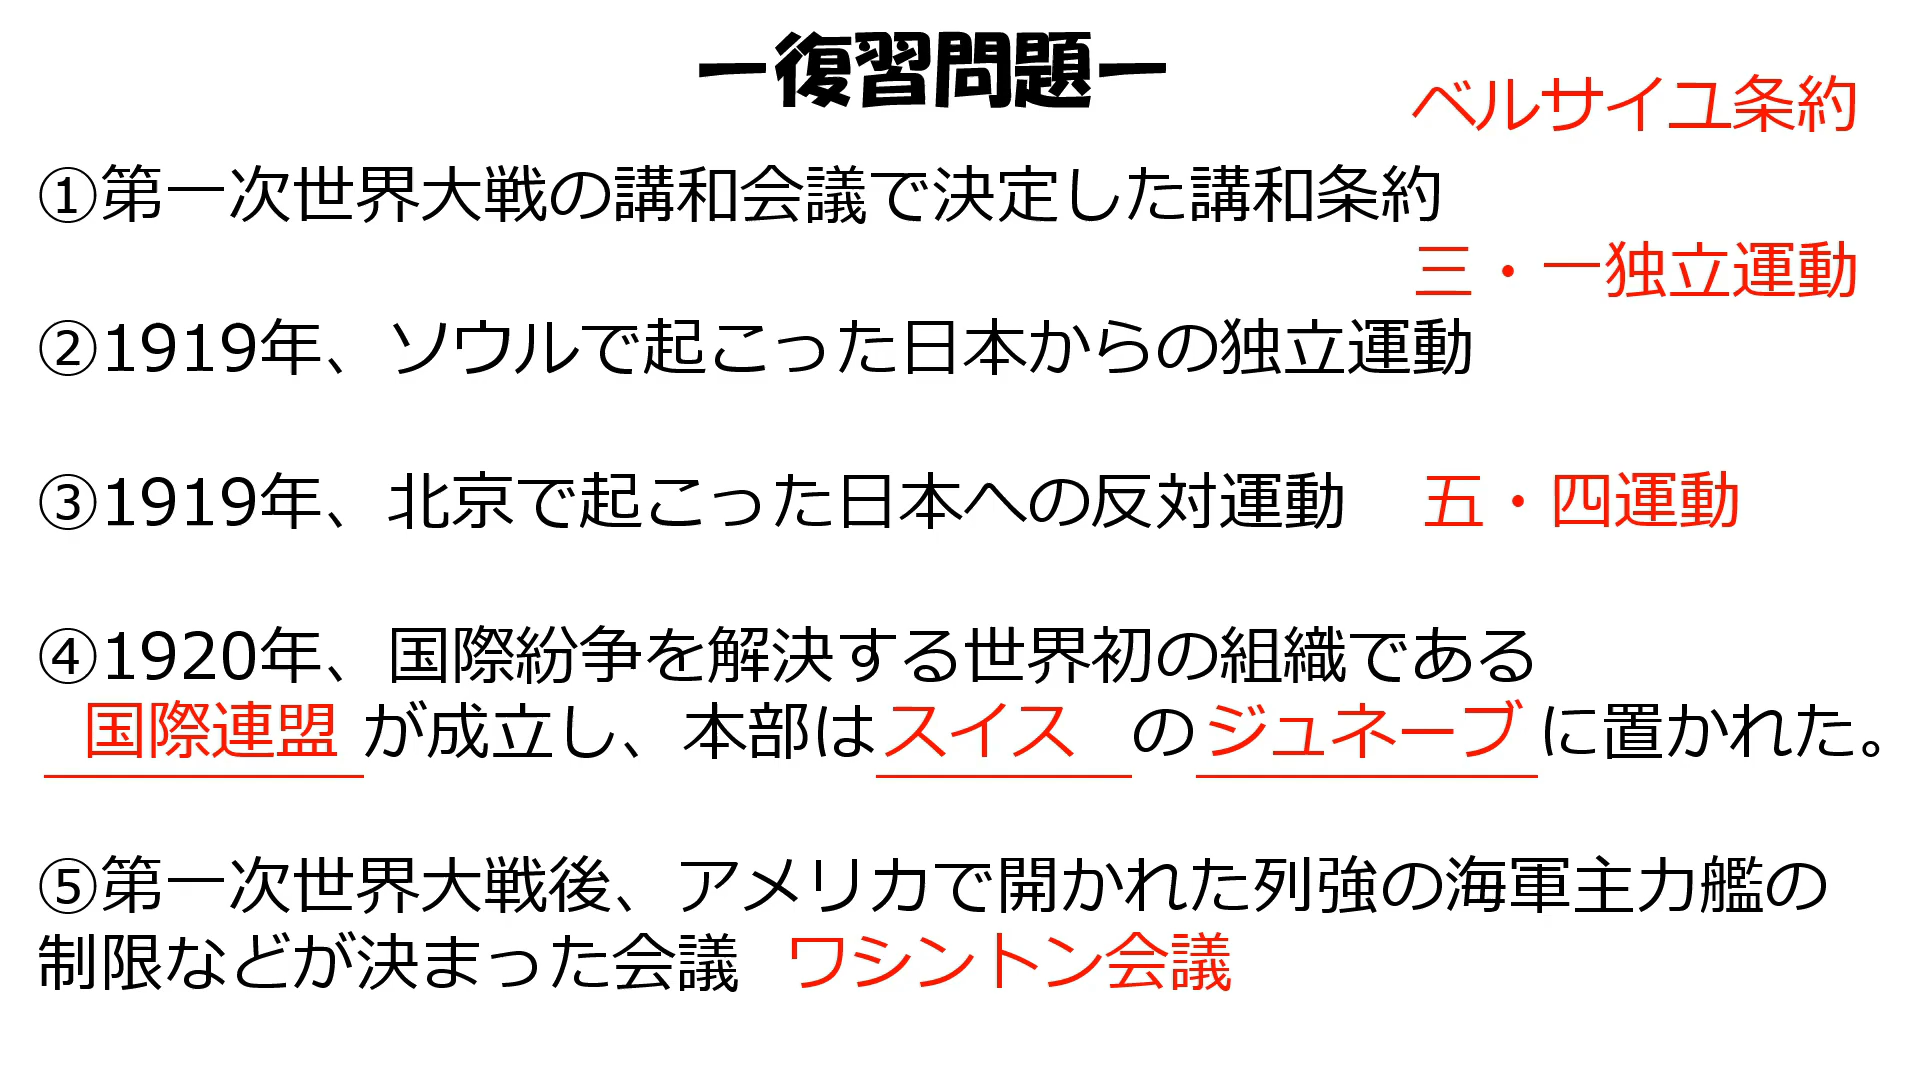 ー復習問題ー
ベルサイユ条約
①第一次世界大戦の講和会議で決定した講和条約
三・一独立運動
②1919年、ソウルで起こった日本からの独立運動
③1919年、北京で起こった日本への反対運動 五・四運動
④1920年、国際紛争を解決する世界初の組織である
国際連盟が成立し、本部はスイスのジュネーブに置かれた。
⑤第一次世界大戦後、アメリカで開かれた列強の海軍主力艦の
制限などが決まった会議 ワシントン会議